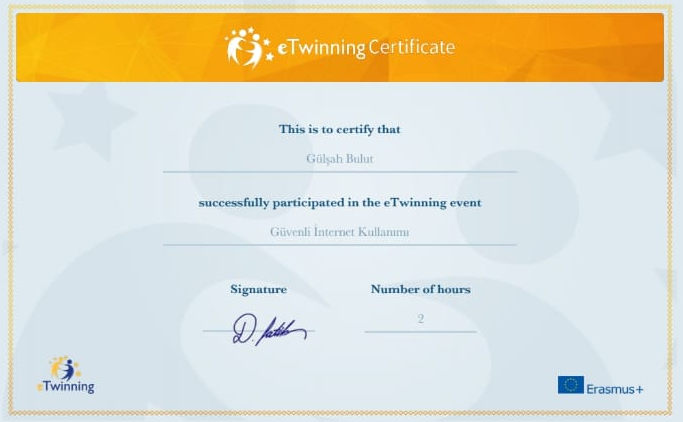 eTwinning Certificate
This is to certify that
Gülşah Bulut
successfully participated in the eTwinning event
Güvenli İnternet Kullanımı
Signature
Number of hours
2
eTwinning
Erasmus+